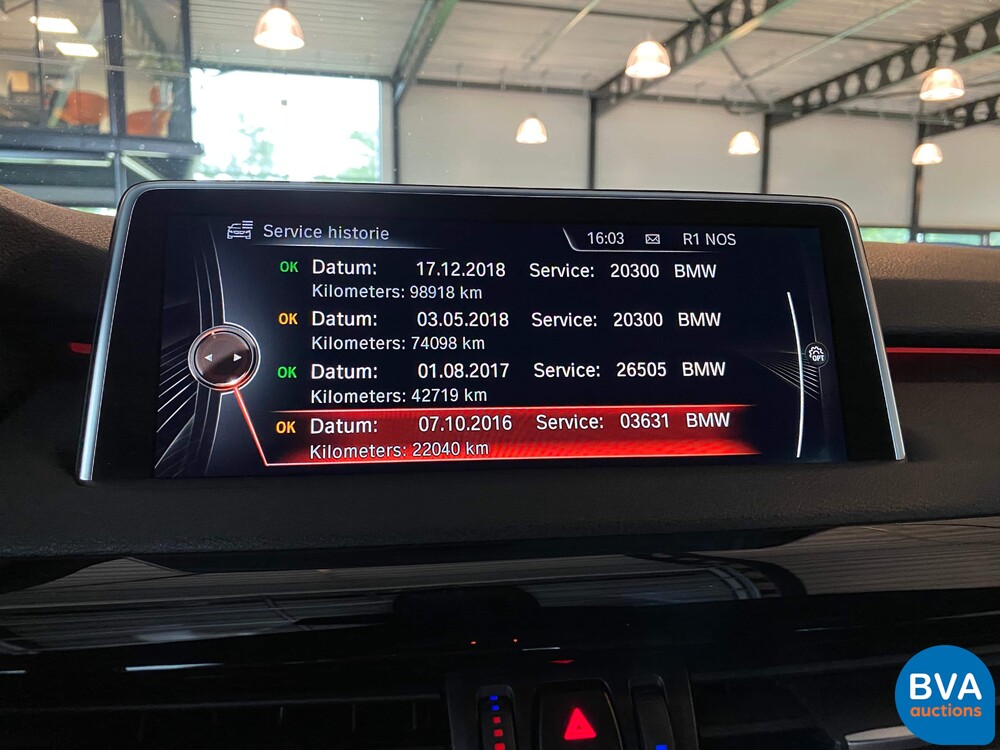 Service historie
16:03 R1 NOS
OK Datum: 17.12.2018 Service: 20300 BMW
Kilometers: 98918 km
OK Datum: 03.05.2018 Service: 20300 BMW
Kilometers: 74098 km
OK Datum: 01.08.2017 Service: 26505 BMW
Kilometers: 42719 km
OK Datum: 07.10.2016 Service: 03631 BMW
Kilometers: 22040 km
OPT
BVA
auctions